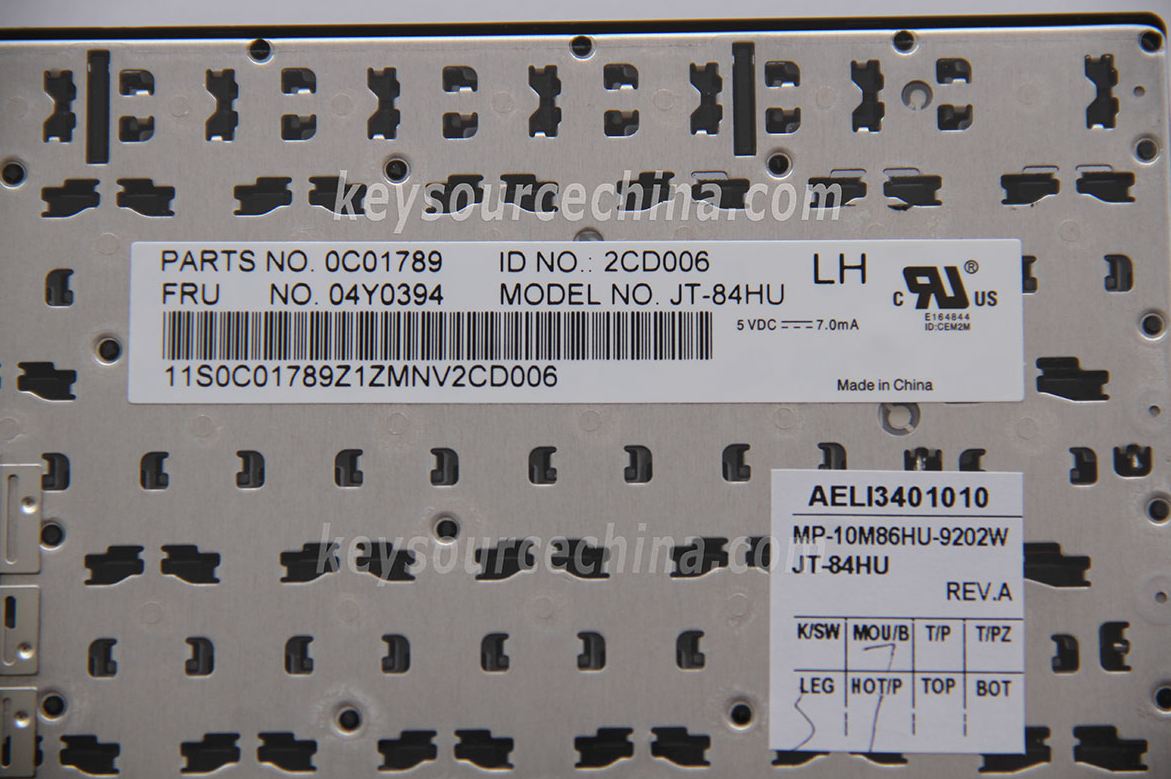 keysourcechina.com
PARTS NO. 0C01789 ID NO.: 2CD006 LH
FRU NO. 04Y0394 MODEL NO. JT-84HU
c RU ® US
E164844
ID:CEM2M
5 VDC 7.0mA
11S0C01789Z1ZMNV2CD006
Made in China
AELI3401010
MP-10M86HU-9202W
JT-84HU
REV.A
keysourcechina.com
K/SW MOU/B T/P T/PZ
LEG HOT/P TOP BOT